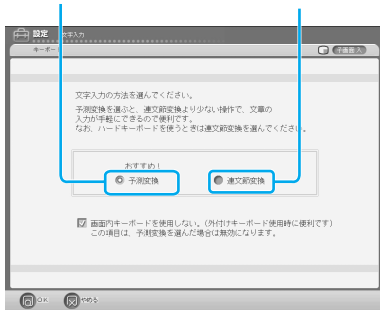 設定 文字入力
キーボー
子画面 入
文字入力の方法を選んでください。
予測変換を選ぶと、連文節変換より少ない操作で、文章の
入力が手軽にできるので便利です。
なお、ハードキーボードを使うときは連文節変換を選んでください。
おすすめ!
予測変換 連文節変換
画面内キーボードを使用しない。(外付けキーボード使用時に便利です)
この項目は、予測変換を選んだ場合は無効になります。
OK やめる